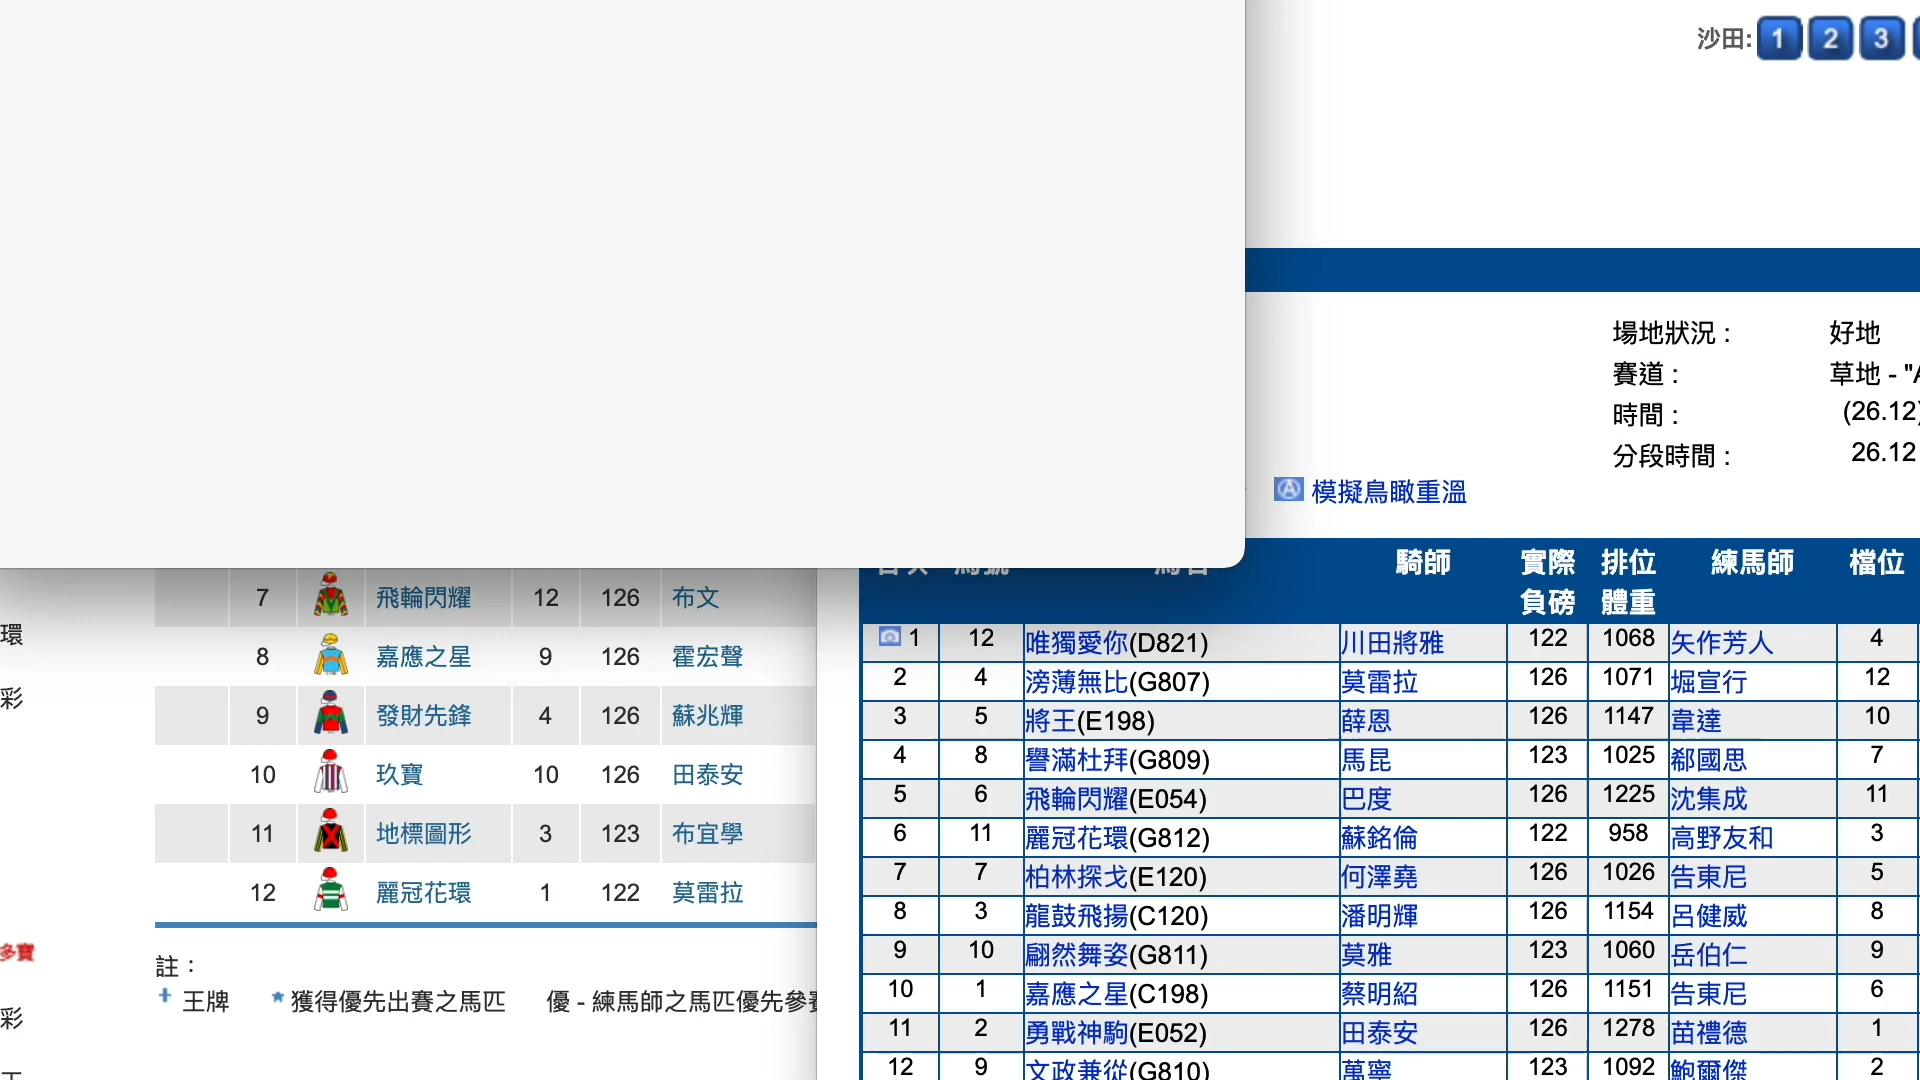 沙田: 1 2 3
場地狀況 : 好地
賽道 : 草地 - "A
時間 : (26.12)
分段時間 : 26.12
模擬鳥瞰重溫
騎師 實際負磅 排位體重 練馬師 檔位
環
彩
多寶
彩
7 飛輪閃耀 12 126 布文
8 嘉應之星 9 126 霍宏聲
9 發財先鋒 4 126 蘇兆輝
10 玖寶 10 126 田泰安
11 地標圖形 3 123 布宜學
12 麗冠花環 1 122 莫雷拉
註 :
王牌 * 獲得優先出賽之馬匹 優 - 練馬師之馬匹優先參賽
1 12 唯獨愛你(D821) 川田將雅 122 1068 矢作芳人 4
2 4 滂薄無比(G807) 莫雷拉 126 1071 堀宣行 12
3 5 將王(E198) 薛恩 126 1147 韋達 10
4 8 譽滿杜拜(G809) 馬昆 123 1025 郗國思 7
5 6 飛輪閃耀(E054) 巴度 126 1225 沈集成 11
6 11 麗冠花環(G812) 蘇銘倫 122 958 高野友和 3
7 7 柏林探戈(E120) 何澤堯 126 1026 告東尼 5
8 3 龍鼓飛揚(C120) 潘明輝 126 1154 呂健威 8
9 10 翩然舞姿(G811) 莫雅 123 1060 岳伯仁 9
10 1 嘉應之星(C198) 蔡明紹 126 1151 告東尼 6
11 2 勇戰神駒(E052) 田泰安 126 1278 苗禮德 1
12 9 文政兼從(G810) 萬寧 123 1092 鮑爾傑 2